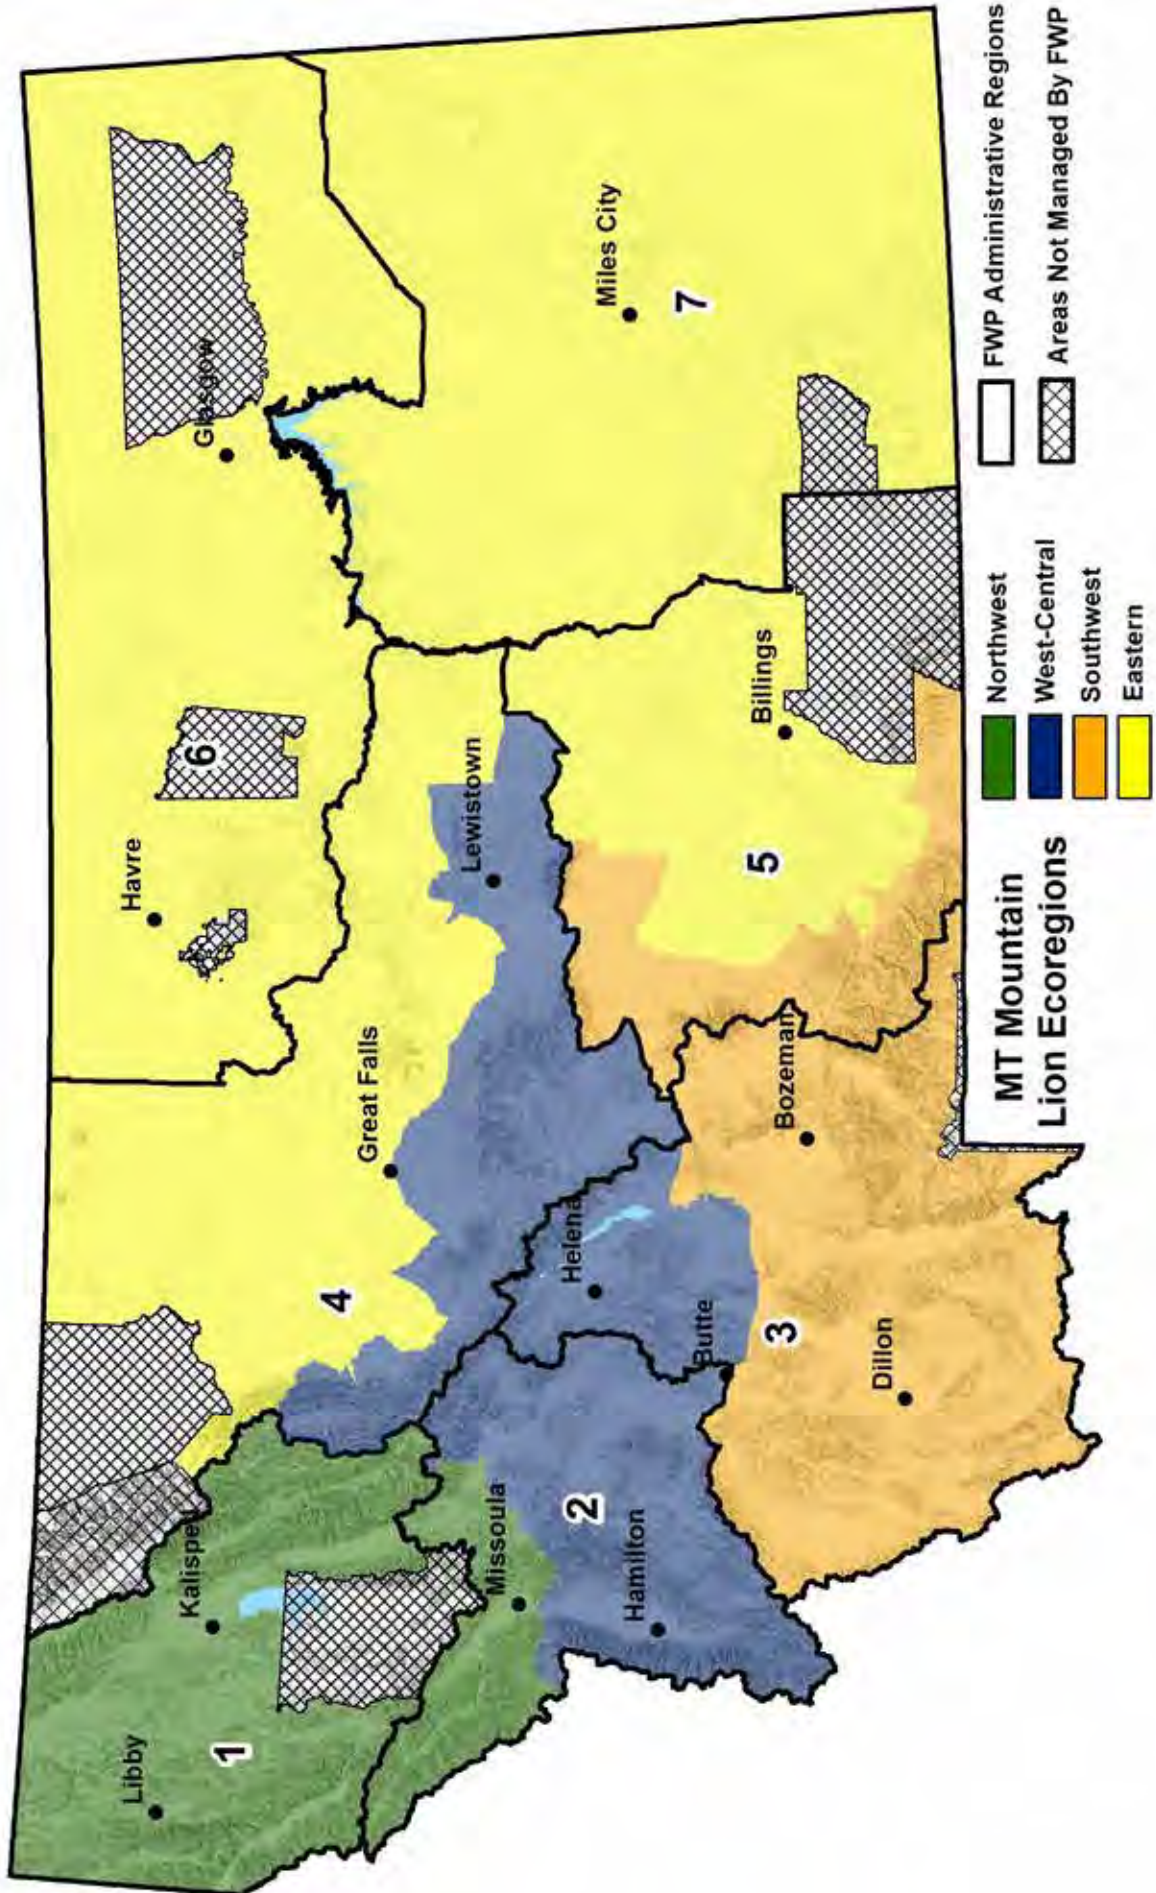 Havre
6
Glasgow
Libby
Kalispell
1
Great Falls
4
Lewistown
Missoula
Helena
2
Hamilton
Butte
Miles City
7
Billings
5
3
Bozeman
Dillon
MT Mountain
Lion Ecoregions
Northwest
West-Central
Southwest
Eastern
FWP Administrative Regions
Areas Not Managed By FWP